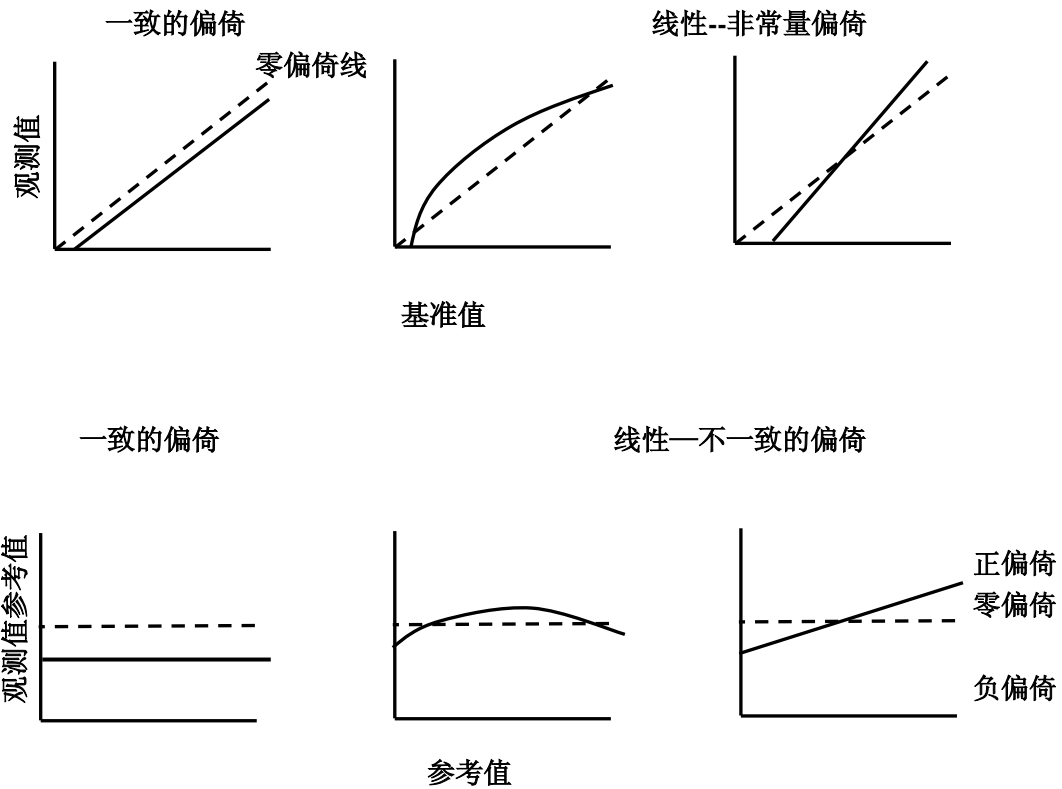 一致的偏倚
线性--非常量偏倚
零偏倚线
观测值
基准值
一致的偏倚
线性—不一致的偏倚
观测值参考值
正偏倚
零偏倚
负偏倚
参考值